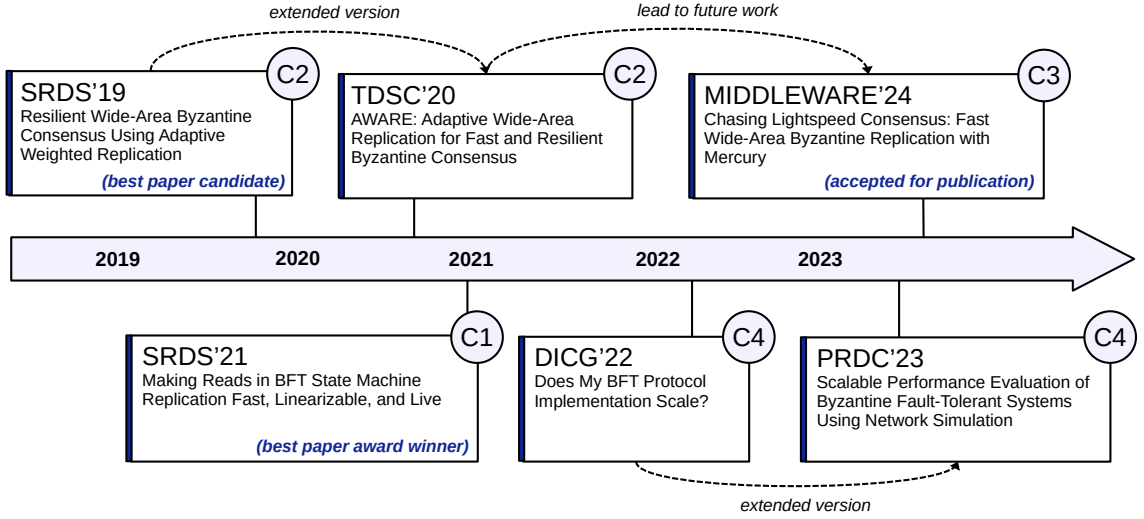 extended version
lead to future work
C2
SRDS’19
Resilient Wide-Area Byzantine
Consensus Using Adaptive
Weighted Replication
(best paper candidate)
C2
TDSC’20
AWARE: Adaptive Wide-Area
Replication for Fast and Resilient
Byzantine Consensus
C3
MIDDLEWARE’24
Chasing Lightspeed Consensus: Fast
Wide-Area Byzantine Replication with
Mercury
(accepted for publication)
2019 2020 2021 2022 2023
C1
SRDS’21
Making Reads in BFT State Machine
Replication Fast, Linearizable, and Live
(best paper award winner)
C4
DICG’22
Does My BFT Protocol
Implementation Scale?
C4
PRDC’23
Scalable Performance Evaluation of
Byzantine Fault-Tolerant Systems
Using Network Simulation
extended version